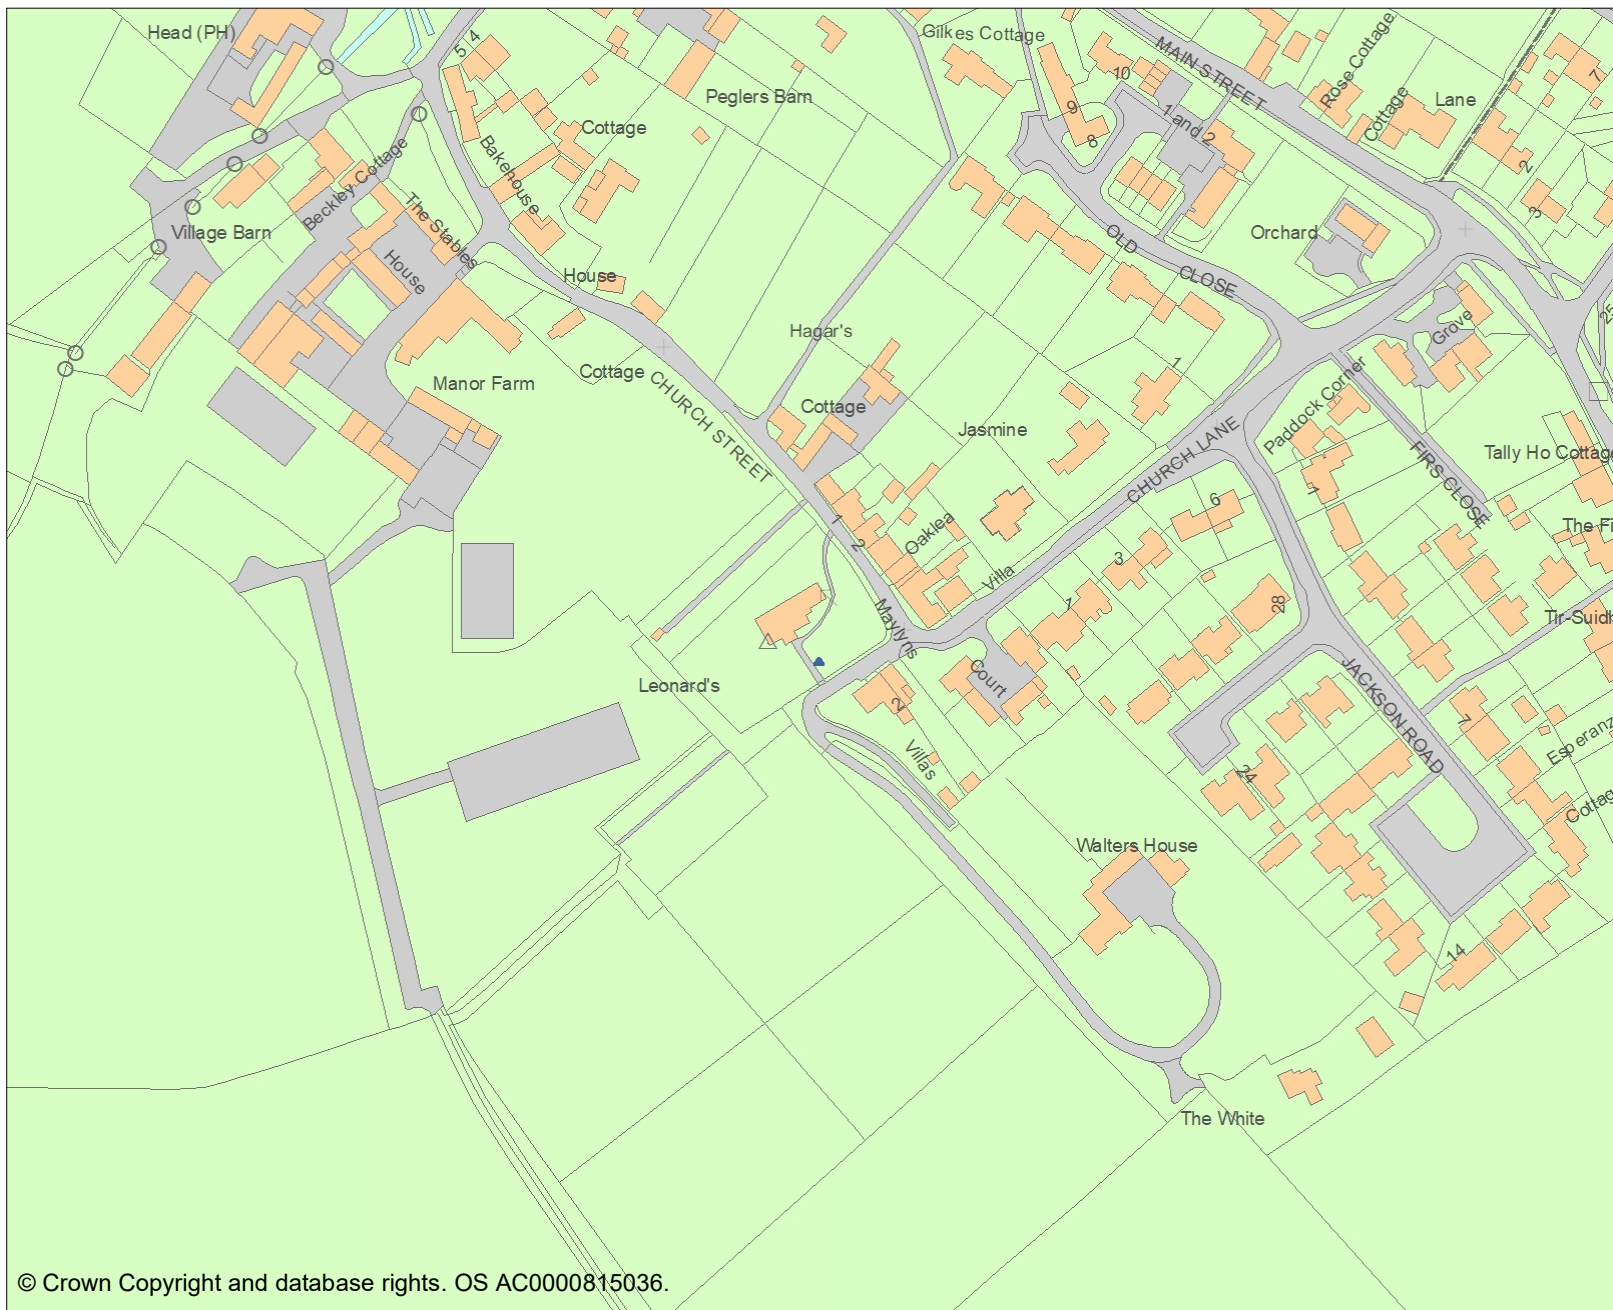 Head (PH)
5 4
Gilkes Cottage
MAIN STREET
Rose Cottage
7
Peglers Barn
10
9
8
1 and 2
Cottage
Lane
Cottage
Bakehouse
Beckley Cottage
The Stables
2
3
Village Barn
House
House
OLD
CLOSE
Orchard
25
Hagar's
Grove
Manor Farm
Cottage
CHURCH STREET
Cottage
Jasmine
1
CHURCH LANE
Paddock Corner
FIRS CLOSE
Tally Ho Cottage
1
6
1
2
Oaklea
The Fi
3
Villa
1
28
Maylyns
Tir-Suidh
Leonard's
Court
2
JACKSON ROAD
7
Villas
24
Esperanz
Cottag
Walters House
14
The White
© Crown Copyright and database rights. OS AC0000815036.